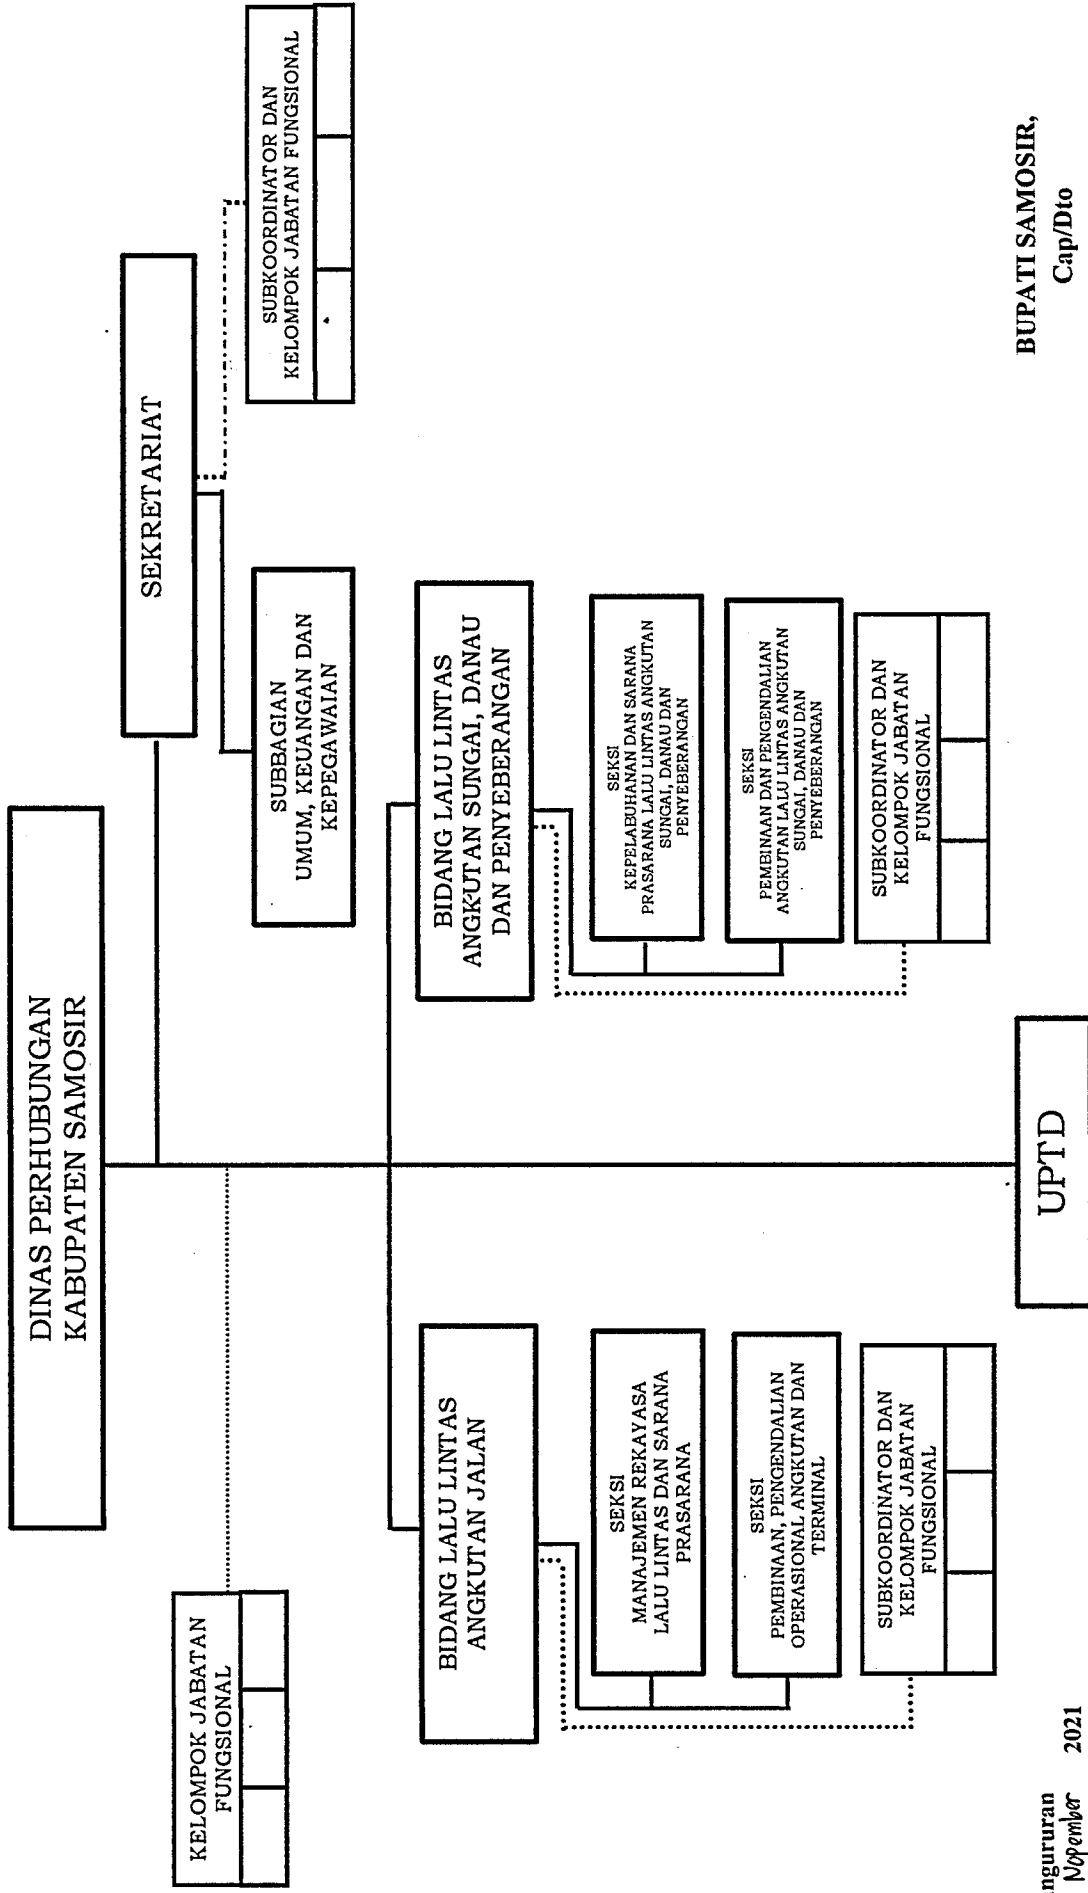 DINAS PERHUBUNGAN
KABUPATEN SAMOSIR
KELOMPOK JABATAN
FUNGSIONAL
SEKRETARIAT
SUBBAGIAN
UMUM, KEUANGAN DAN
KEPEGAWAIAN
SUBKOORDINATOR DAN
KELOMPOK JABATAN FUNGSIONAL
BIDANG LALU LINTAS
ANGKUTAN JALAN
SEKSI
MANAJEMEN REKAYASA
LALU LINTAS DAN SARANA
PRASARANA
SEKSI
PEMBINAAN, PENGENDALIAN
OPERASIONAL ANGKUTAN DAN
TERMINAL
SUBKOORDINATOR DAN
KELOMPOK JABATAN
FUNGSIONAL
BIDANG LALU LINTAS
ANGKUTAN SUNGAI, DANAU
DAN PENYEBERANGAN
SEKSI
KEPELABUHANAN DAN SARANA
PRASARANA LALU LINTAS ANGKUTAN
SUNGAI, DANAU DAN
PENYEBERANGAN
SEKSI
PEMBINAAN DAN PENGENDALIAN
ANGKUTAN LALU LINTAS ANGKUTAN
SUNGAI, DANAU DAN
PENYEBERANGAN
SUBKOORDINATOR DAN
KELOMPOK JABATAN
FUNGSIONAL
UPTD
ngururan
Nopember 2021
BUPATI SAMOSIR,
Cap/Dto